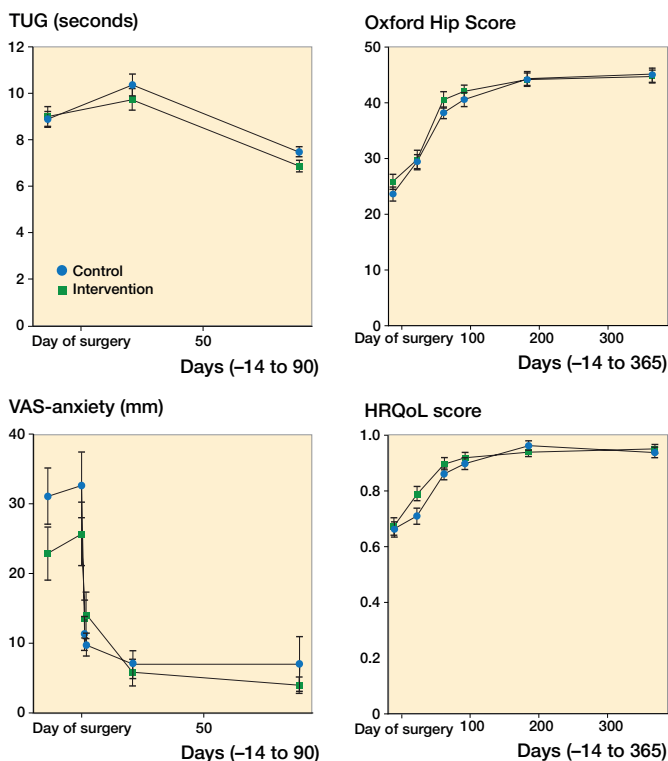 TUG (seconds)
12
10
8
6
4
2
0
Control
Intervention
Day of surgery
50
Days (–14 to 90)
Oxford Hip Score
50
40
30
20
10
0
Day of surgery
100
200
300
Days (–14 to 365)
VAS-anxiety (mm)
40
30
20
10
0
Day of surgery
50
Days (–14 to 90)
HRQoL score
1.0
0.8
0.6
0.4
0.2
0
Day of surgery
100
200
300
Days (–14 to 365)